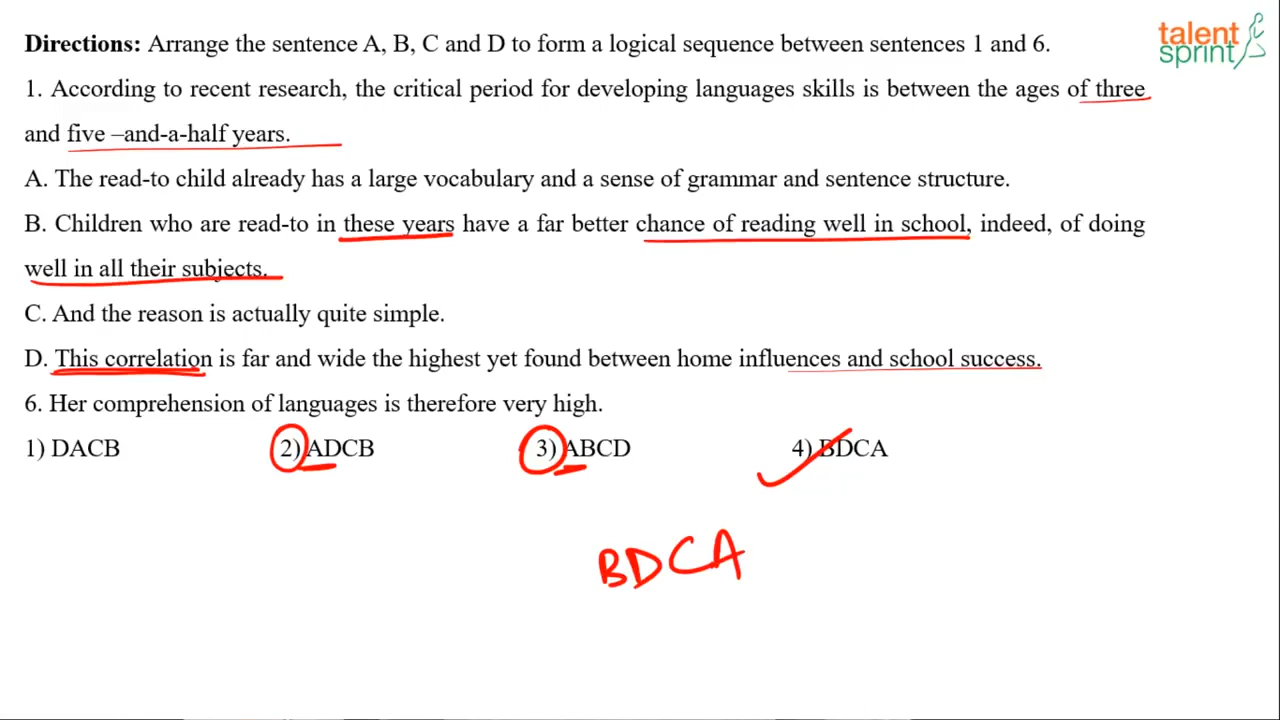 talent
sprint
Directions: Arrange the sentence A, B, C and D to form a logical sequence between sentences 1 and 6.
1. According to recent research, the critical period for developing languages skills is between the ages of three
and five –and-a-half years.
A. The read-to child already has a large vocabulary and a sense of grammar and sentence structure.
B. Children who are read-to in these years have a far better chance of reading well in school, indeed, of doing
well in all their subjects.
C. And the reason is actually quite simple.
D. This correlation is far and wide the highest yet found between home influences and school success.
6. Her comprehension of languages is therefore very high.
1) DACB 2) ADCB 3) ABCD 4) BDCA
BDCA